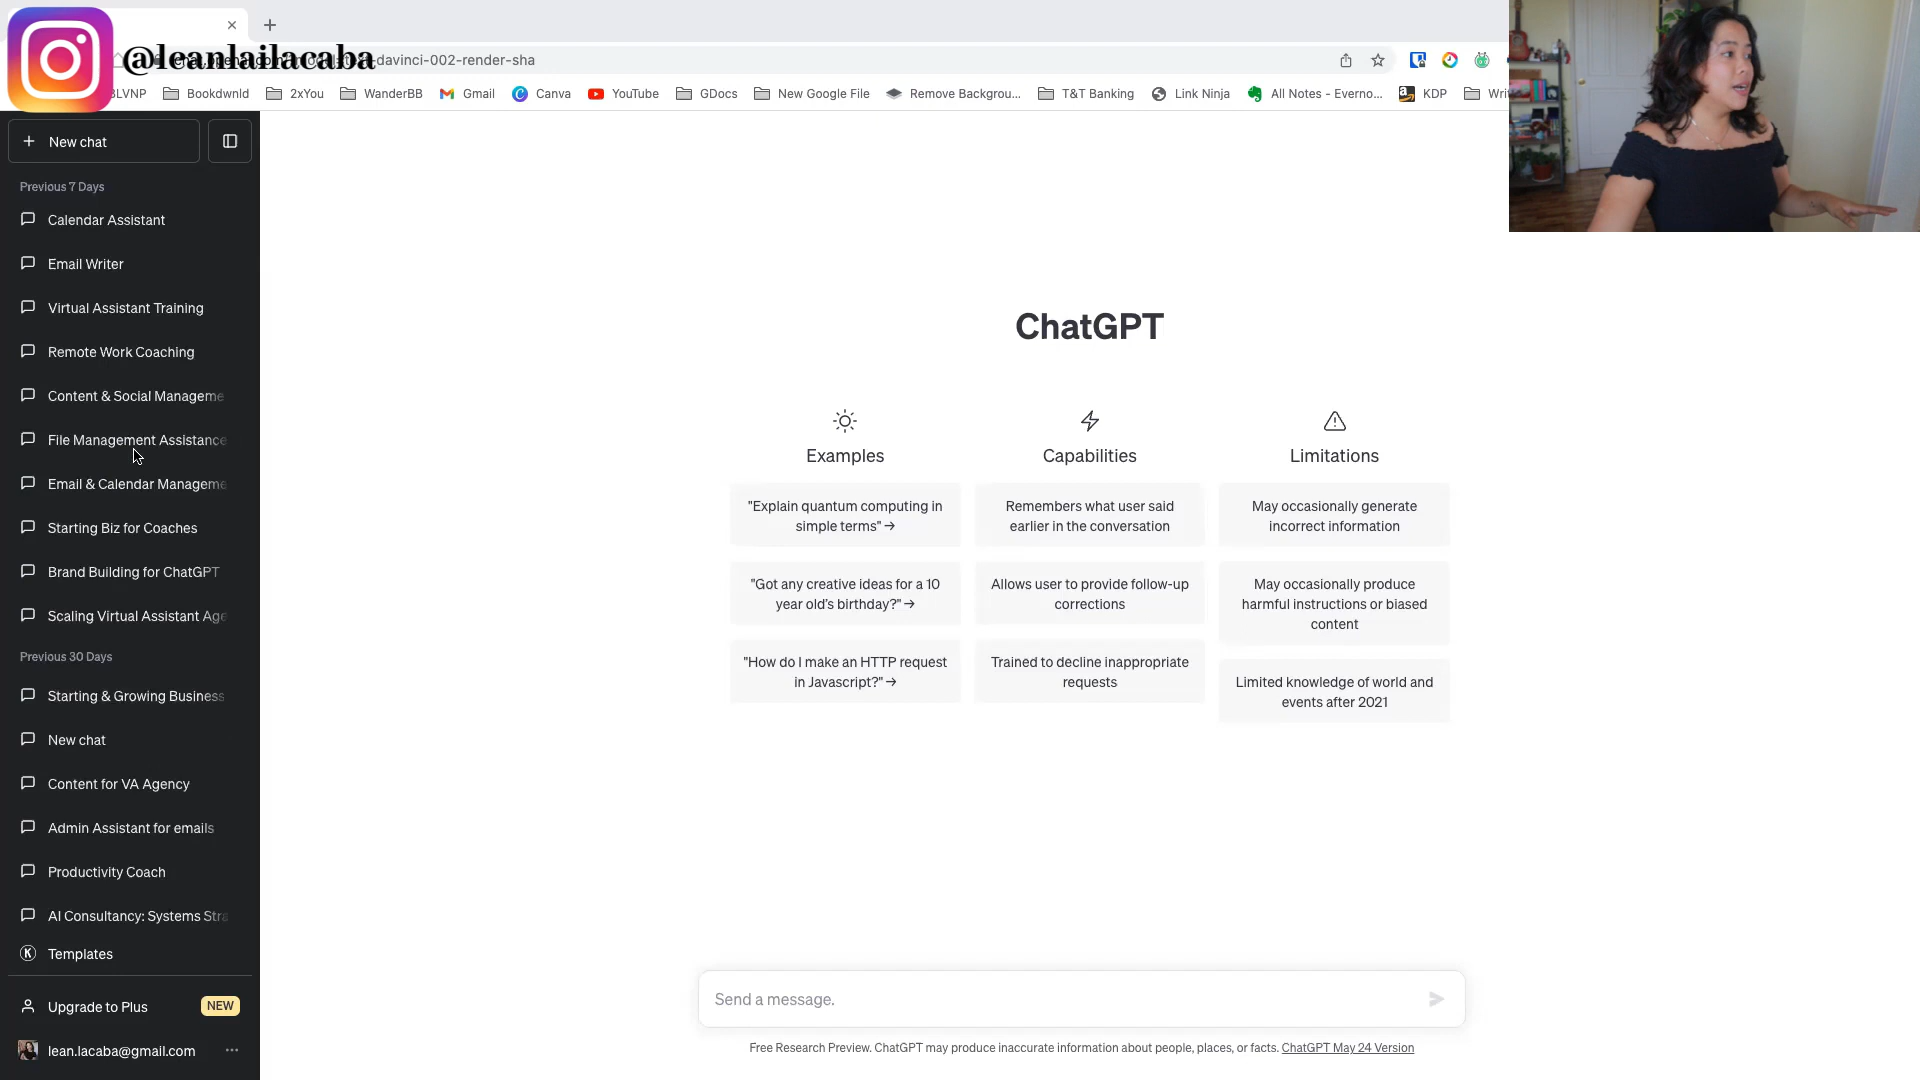 @leanlailacaba
davinci-002-render-sha
BLVNP
Bookdwnld
2xYou
WanderBB
Gmail
Canva
YouTube
GDocs
New Google File
Remove Backgrou...
T&T Banking
Link Ninja
All Notes - Everno...
KDP
Wri
New chat
Previous 7 Days
Calendar Assistant
Email Writer
Virtual Assistant Training
Remote Work Coaching
Content & Social Manageme
File Management Assistance
Email & Calendar Manageme
Starting Biz for Coaches
Brand Building for ChatGPT
Scaling Virtual Assistant Age
Previous 30 Days
Starting & Growing Business
New chat
Content for VA Agency
Admin Assistant for emails
Productivity Coach
AI Consultancy: Systems Stra
Templates
Upgrade to Plus
NEW
lean.lacaba@gmail.com
ChatGPT
Examples
"Explain quantum computing in
simple terms" →
"Got any creative ideas for a 10
year old's birthday?" →
"How do I make an HTTP request
in Javascript?" →
Capabilities
Remembers what user said
earlier in the conversation
Allows user to provide follow-up
corrections
Trained to decline inappropriate
requests
Limitations
May occasionally generate
incorrect information
May occasionally produce
harmful instructions or biased
content
Limited knowledge of world and
events after 2021
Send a message.
Free Research Preview. ChatGPT may produce inaccurate information about people, places, or facts. ChatGPT May 24 Version